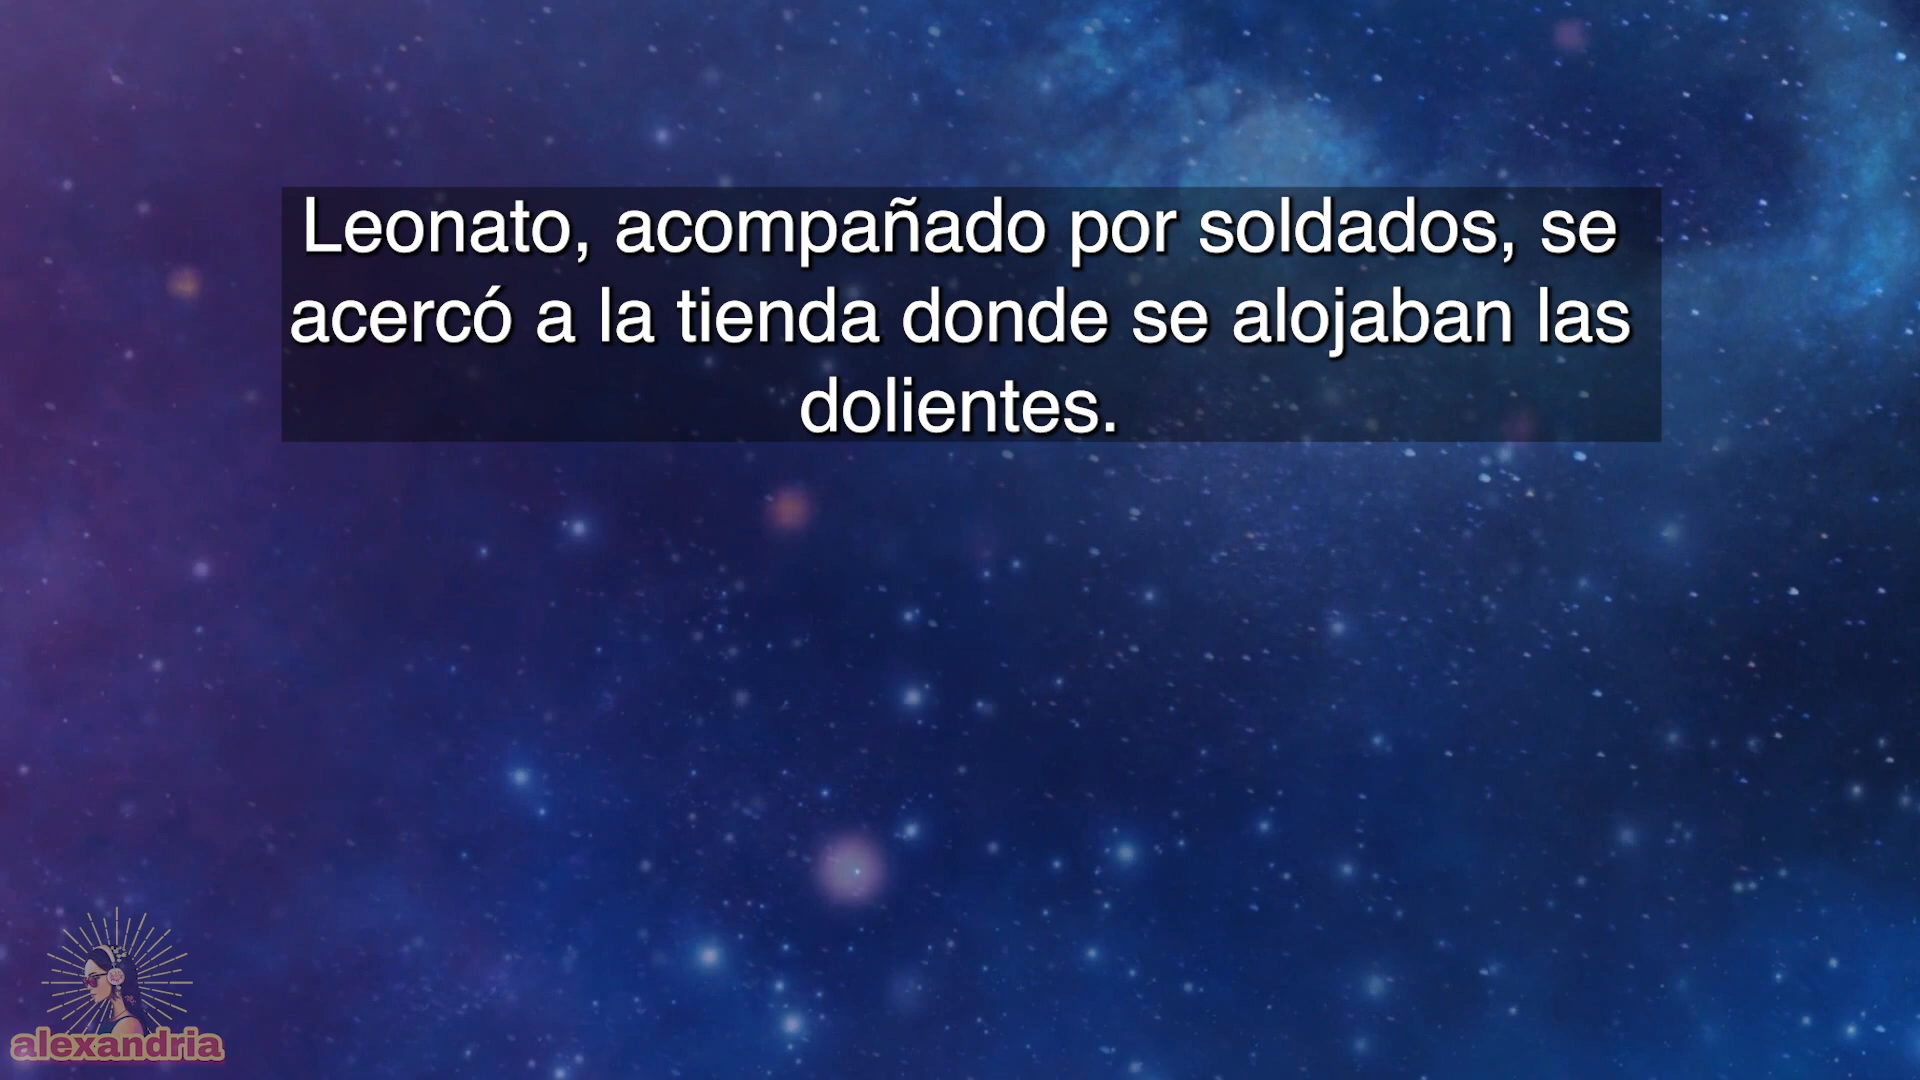 Leonato, acompañado por soldados, se
acercó a la tienda donde se alojaban las
dolientes.
alexandria